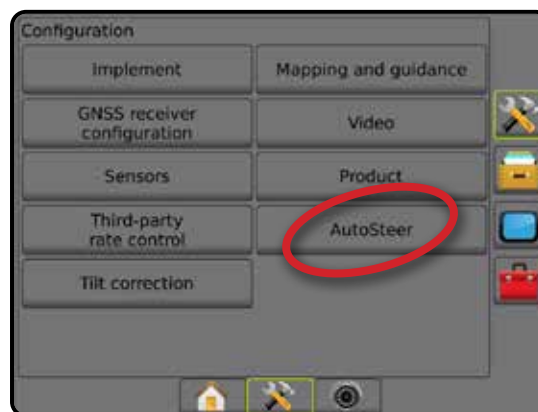 Configuration
Implement
Mapping and guidance
GNSS receiver
configuration
Video
Sensors
Product
Third-party
rate control
AutoSteer
Tilt correction